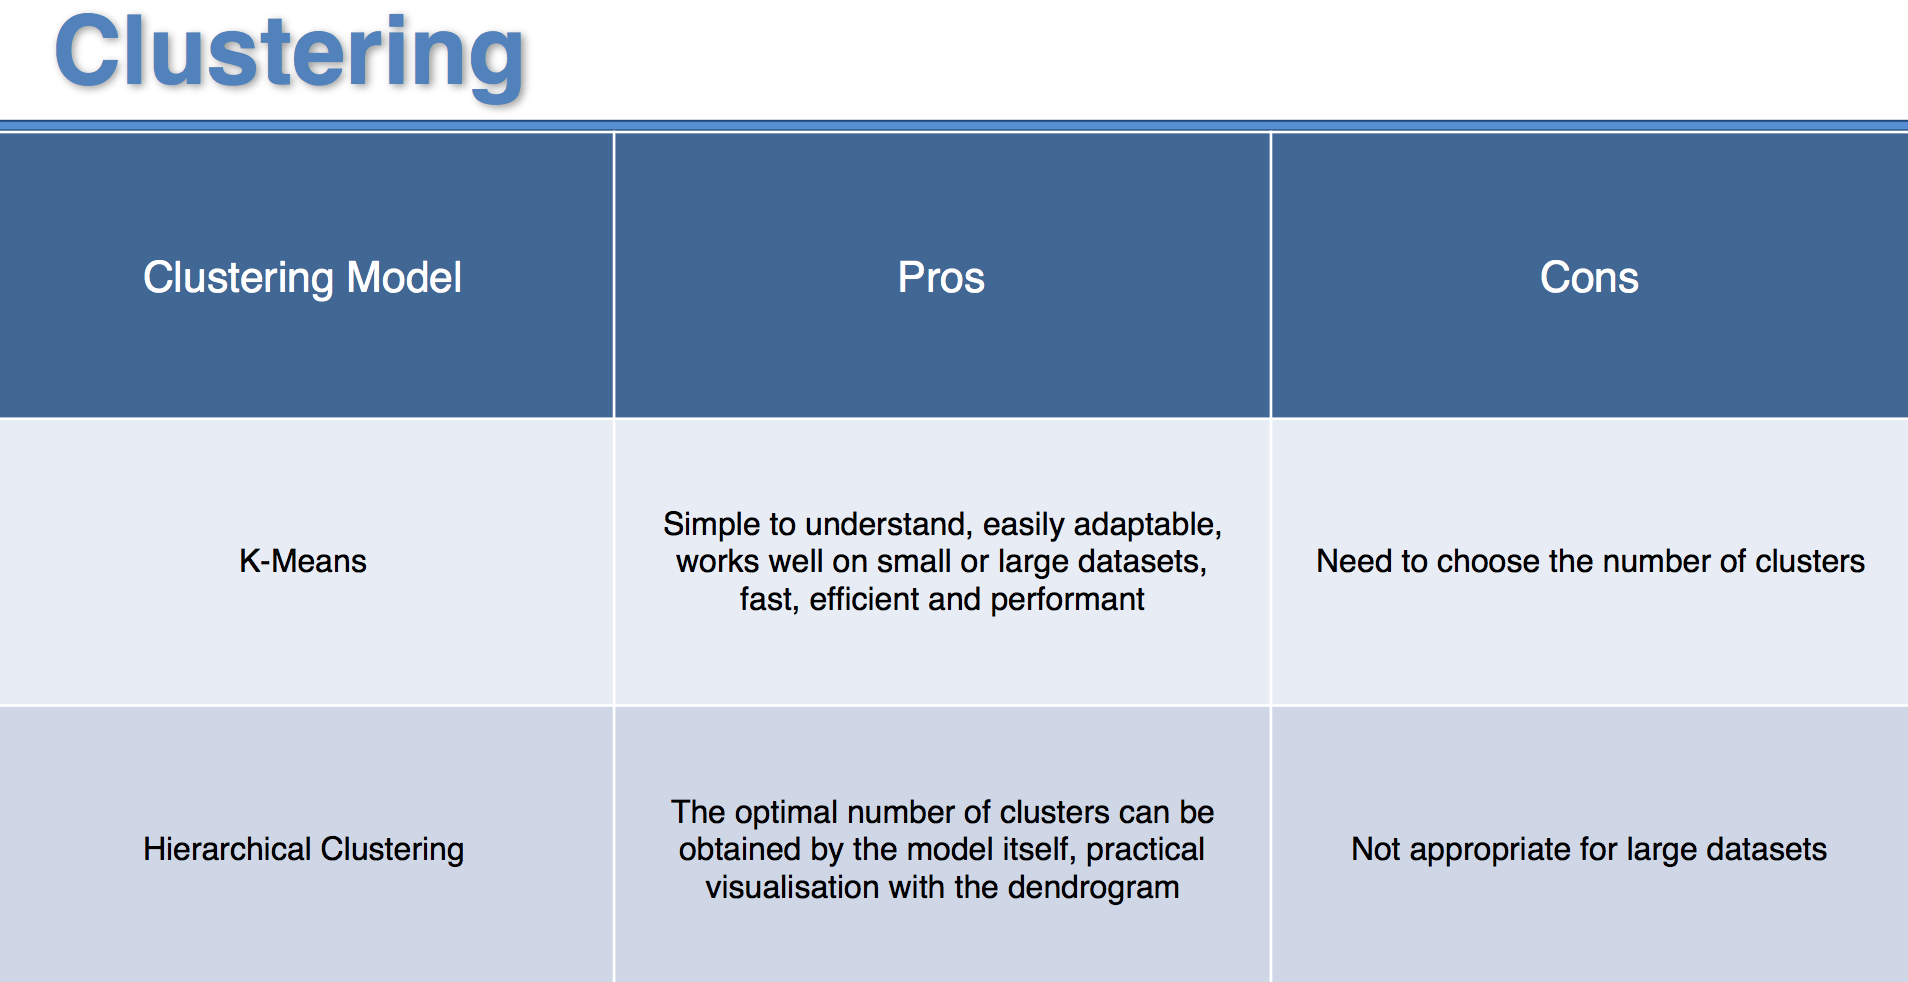 Clustering
Clustering Model
Pros
Cons
K-Means
Simple to understand, easily adaptable,
works well on small or large datasets,
fast, efficient and performant
Need to choose the number of clusters
Hierarchical Clustering
The optimal number of clusters can be
obtained by the model itself, practical
visualisation with the dendrogram
Not appropriate for large datasets